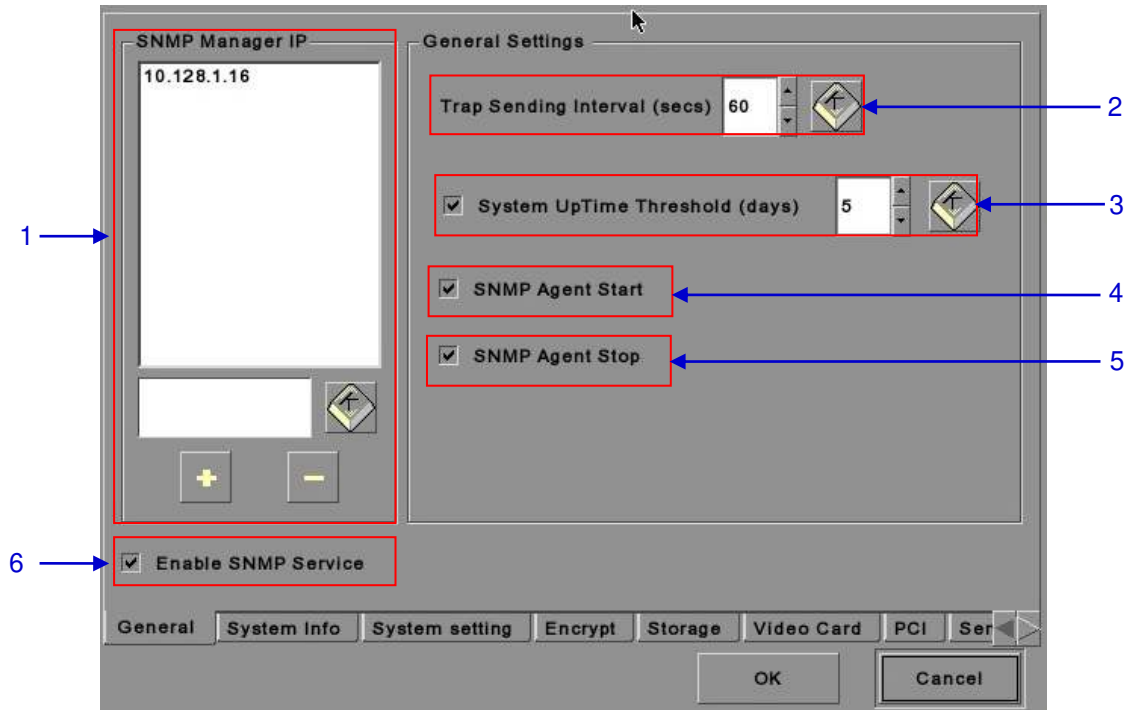 SNMP Manager IP
10.128.1.16
General Settings
Trap Sending Interval (secs) 60
2
System UpTime Threshold (days) 5
3
1
SNMP Agent Start
4
SNMP Agent Stop
5
+ −
6
Enable SNMP Service
General System Info System setting Encrypt Storage Video Card PCI Ser
OK Cancel